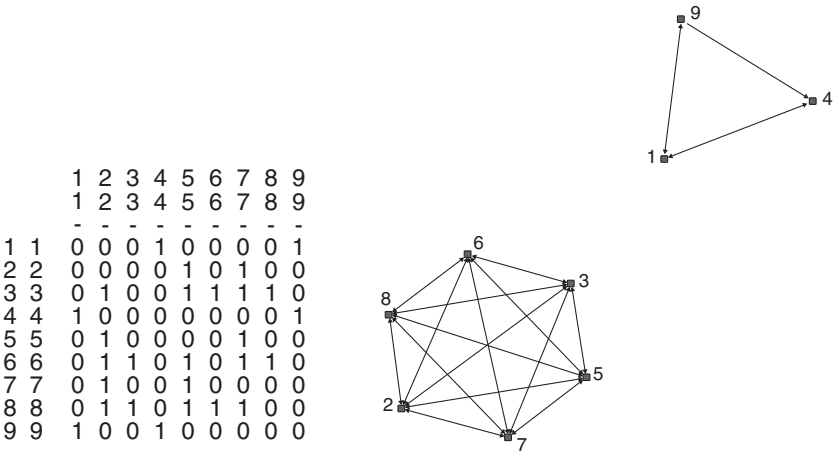 9
4
1
1 2 3 4 5 6 7 8 9
1 2 3 4 5 6 7 8 9
- - - - - - - - -
1 1 0 0 0 1 0 0 0 0 1
2 2 0 0 0 0 1 0 1 0 0
3 3 0 1 0 0 1 1 1 1 0
4 4 1 0 0 0 0 0 0 0 1
5 5 0 1 0 0 0 0 1 0 0
6 6 0 1 1 0 1 0 1 1 0
7 7 0 1 0 0 1 0 0 0 0
8 8 0 1 1 0 1 1 1 0 0
9 9 1 0 0 1 0 0 0 0 0
6
3
8
5
2
7